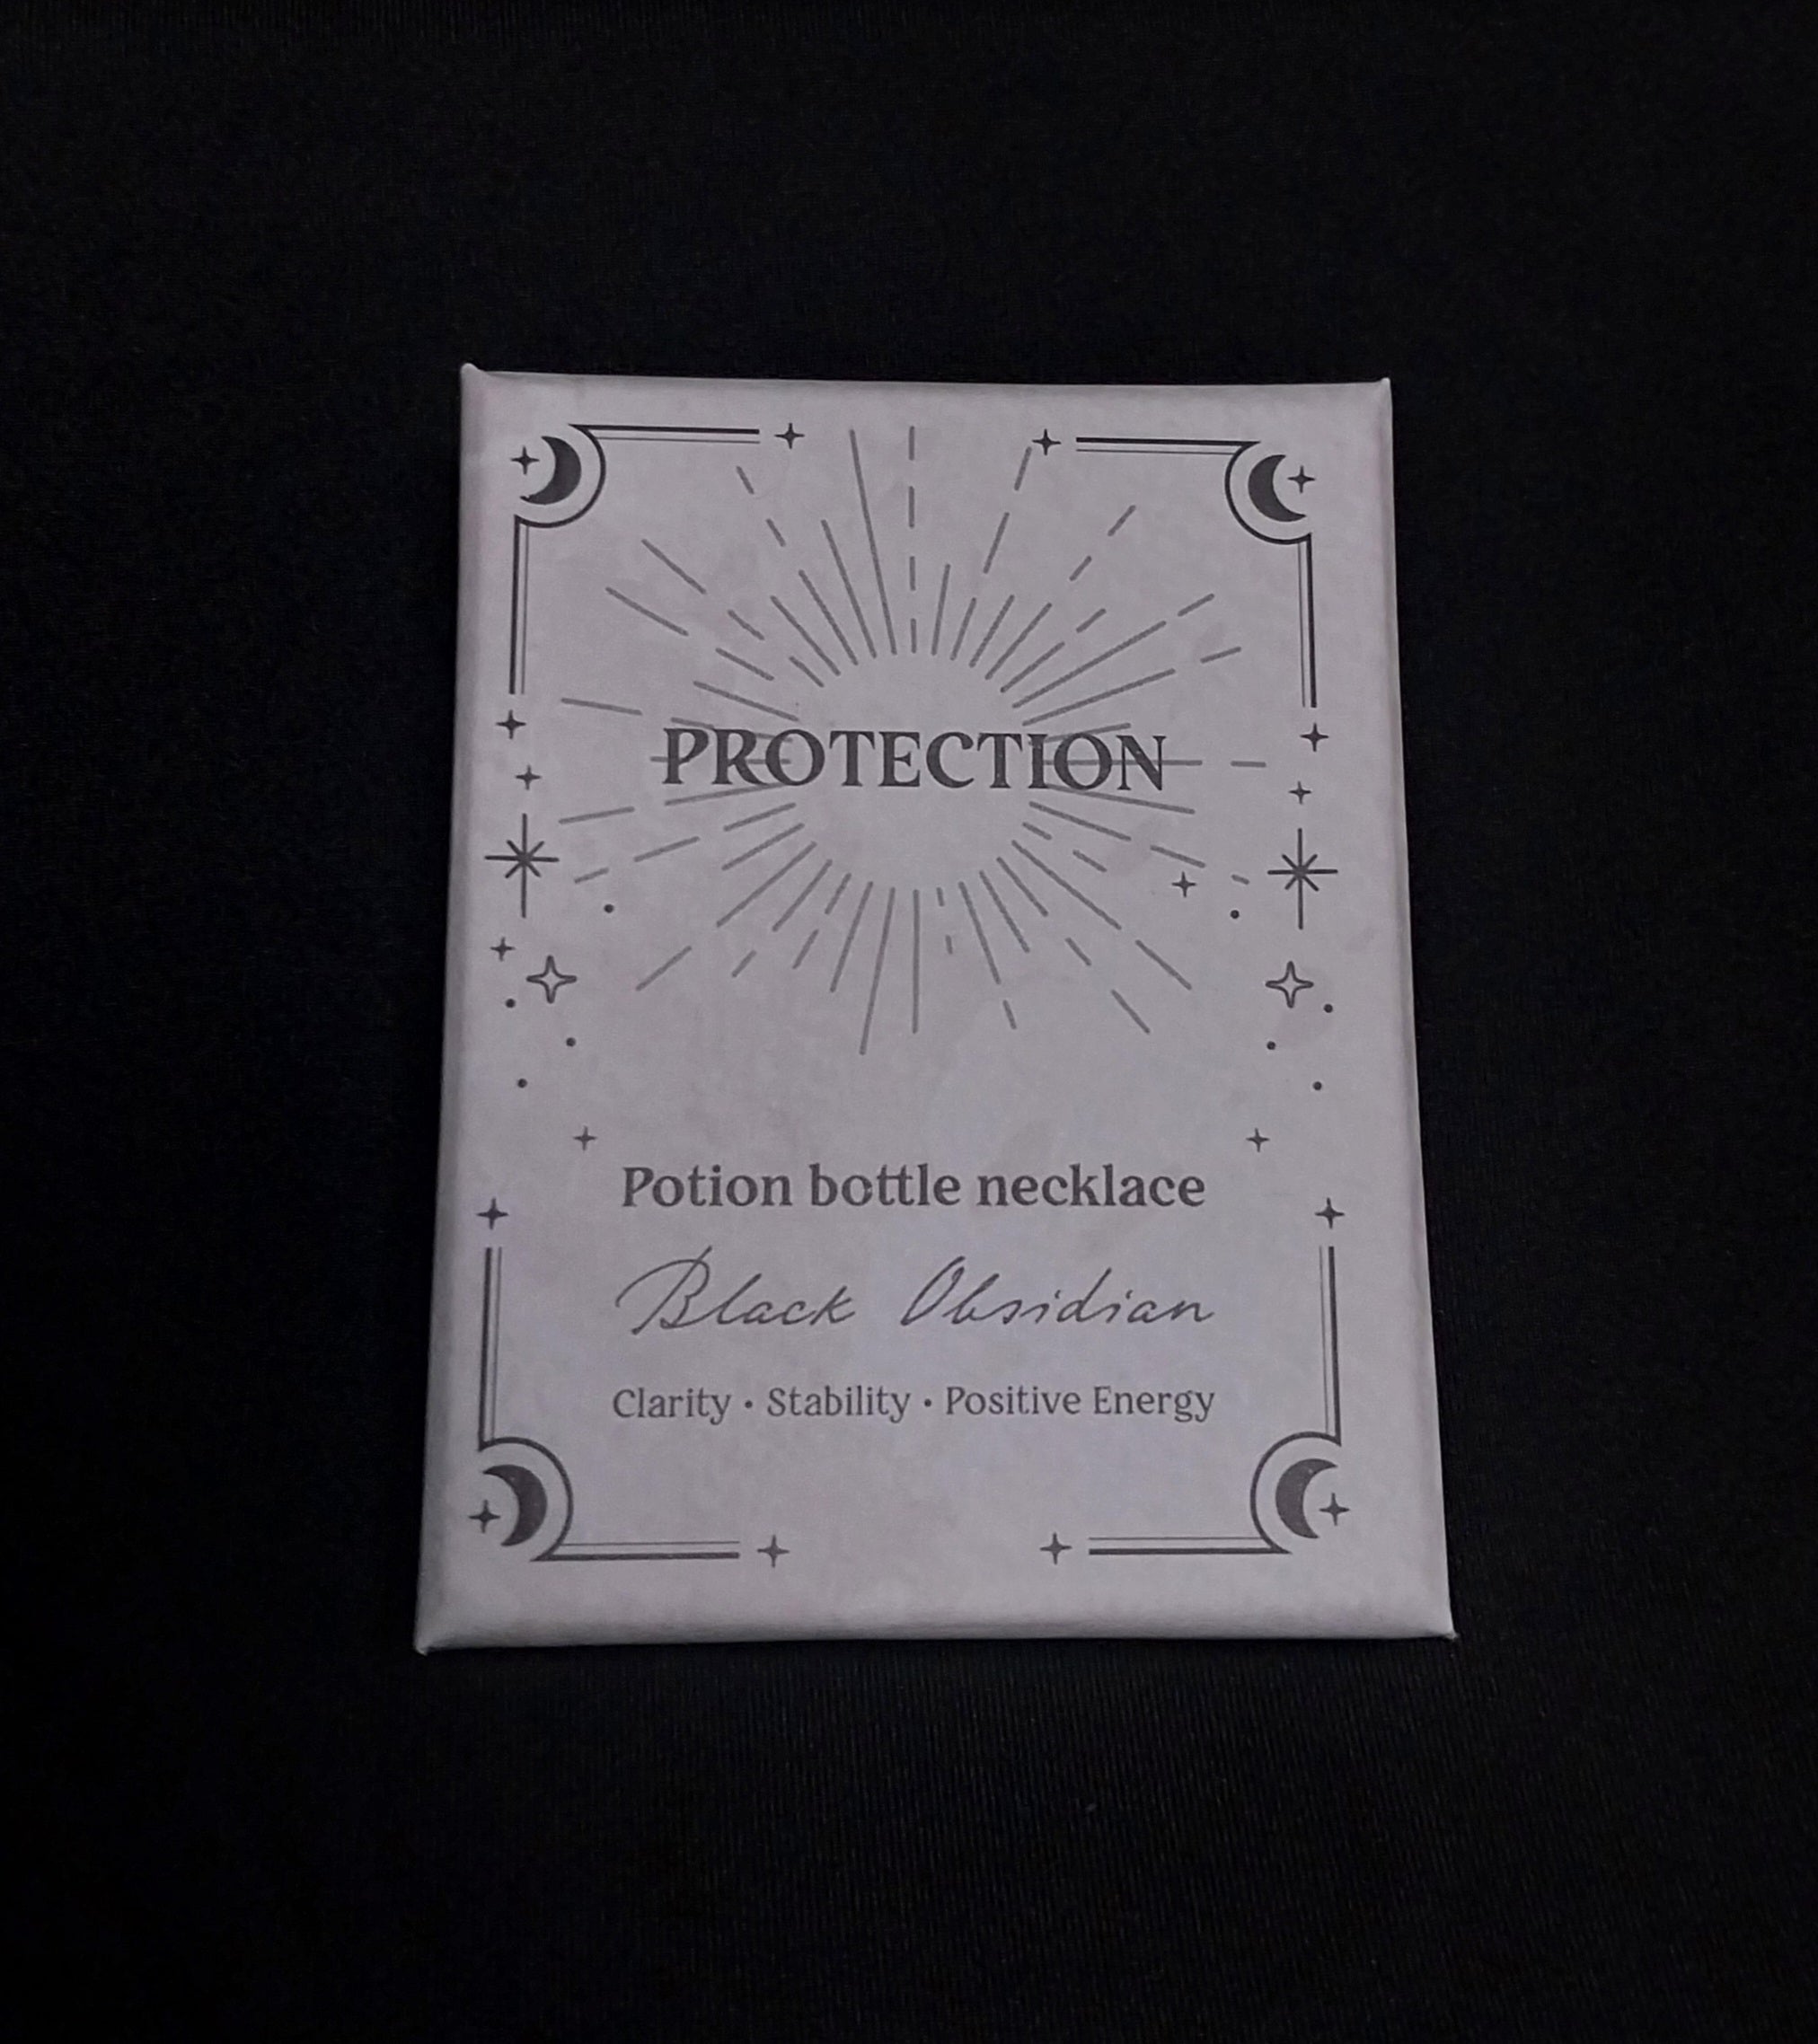 PROTECTION
Potion bottle necklace
Black Obsidian
Clarity • Stability • Positive Energy